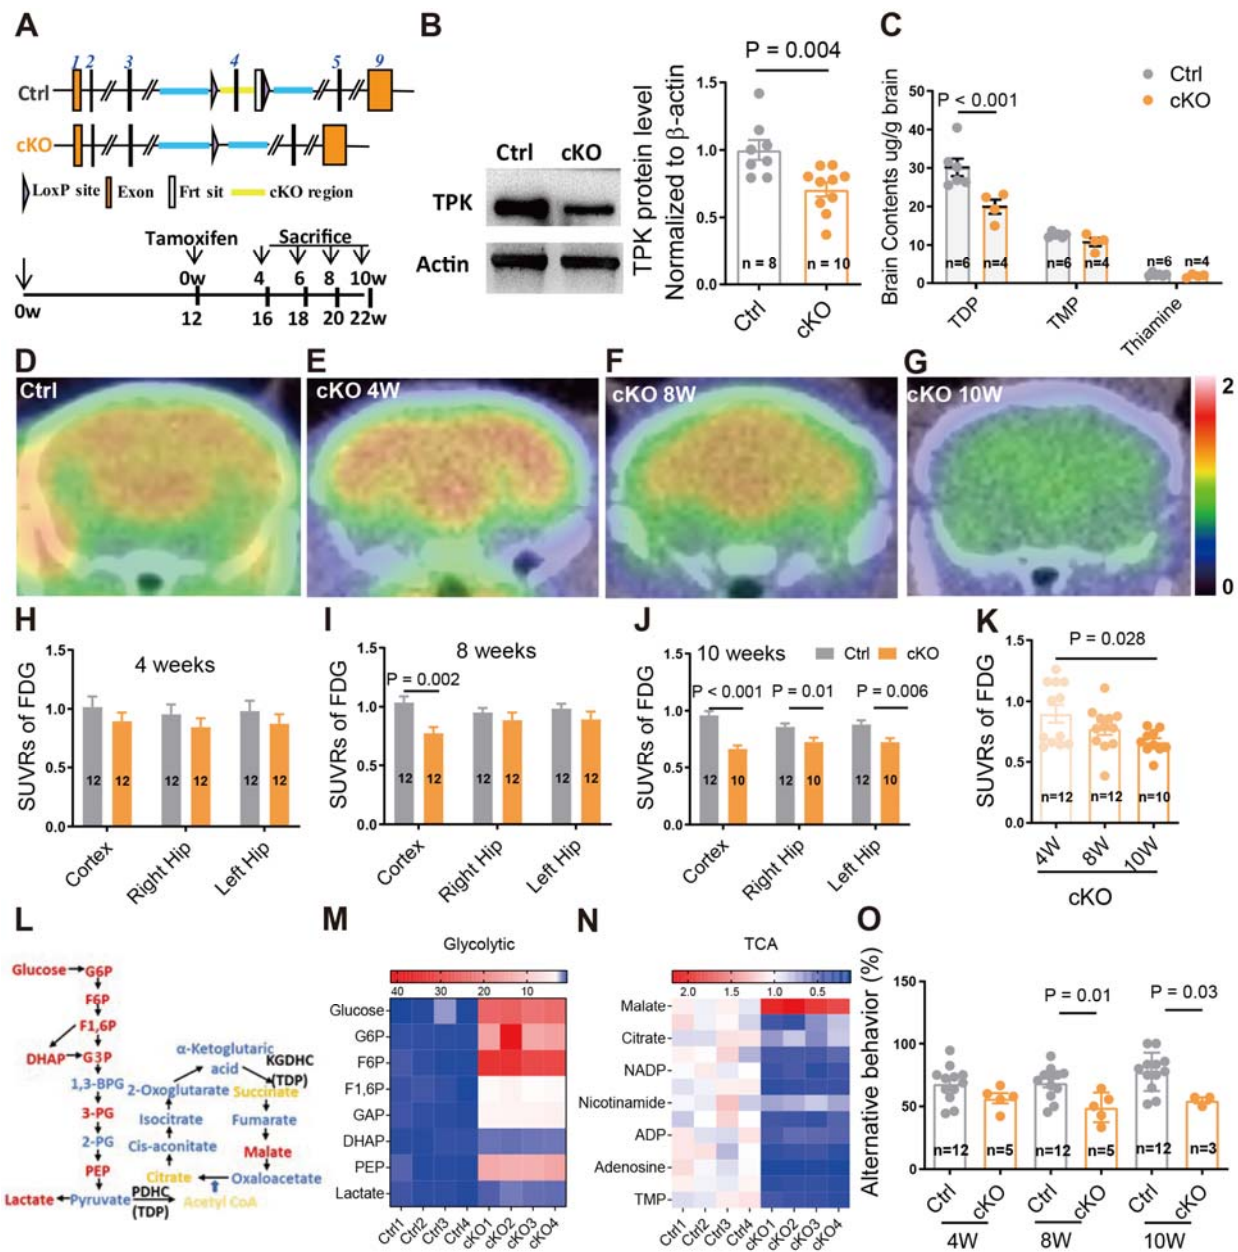 A
1 2 3 4 5 9
Ctrl
cKO
LoxP site Exon Frt sit cKO region
Tamoxifen Sacrifice
0w 4 6 8 10w
0w
12 16 18 20 22w
B
P = 0.004
Ctrl cKO
TPK
Actin
TPK protein level
Normalized to β-actin
1.5
1.0
0.5
0.0
n = 8 n = 10
Ctrl cKO
C
Ctrl
cKO
P < 0.001
Brain Contents ug/g brain
50
40
30
20
10
0
n=6 n=4 n=6 n=4 n=6 n=4
TDP TMP Thiamine
D
Ctrl
E
cKO 4W
F
cKO 8W
G
cKO 10W
2
0
H
4 weeks
SUVRs of FDG
1.5
1.0
0.5
0.0
12 12 12 12 12 12
Cortex Right Hip Left Hip
I
8 weeks
P = 0.002
SUVRs of FDG
1.5
1.0
0.5
0.0
12 12 12 12 12 12
Cortex Right Hip Left Hip
J
10 weeks Ctrl cKO
P < 0.001 P = 0.01 P = 0.006
SUVRs of FDG
1.5
1.0
0.5
0.0
12 10 12 10 12 10
Cortex Right Hip Left Hip
K
P = 0.028
SUVRs of FDG
1.5
1.0
0.5
0.0
n=12 n=12 n=10
4W 8W 10W
cKO
L
Glucose G6P
F6P
F1,6P
DHAP G3P
1,3-BPG
3-PG
2-PG
PEP
Lactate Pyruvate PDHC
(TDP)
Acetyl CoA
α-Ketoglutaric
acid
KGDHC
(TDP)
2-Oxoglutarate Succinate
Isocitrate Fumarate
Cis-aconitate Malate
Citrate Oxaloacetate
M
Glycolytic
40 30 20 10
Glucose
G6P
F6P
F1,6P
GAP
DHAP
PEP
Lactate
Ctrl1 Ctrl2 Ctrl3 Ctrl4 cKO1 cKO2 cKO3 cKO4
N
TCA
2.0 1.5 1.0 0.5
Malate
Citrate
NADP
Nicotinamide
ADP
Adenosine
TMP
Ctrl1 Ctrl2 Ctrl3 Ctrl4 cKO1 cKO2 cKO3 cKO4
O
Alternative behavior (%)
150
100
50
0
P = 0.01 P = 0.03
n=12 n=5 n=12 n=5 n=12 n=3
Ctrl cKO Ctrl cKO Ctrl cKO
4W 8W 10W